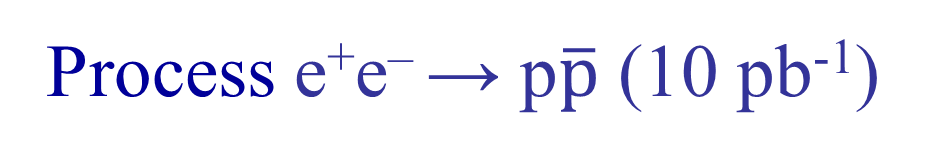 Process e⁺e⁻ → pp̅ (10 pb⁻¹)